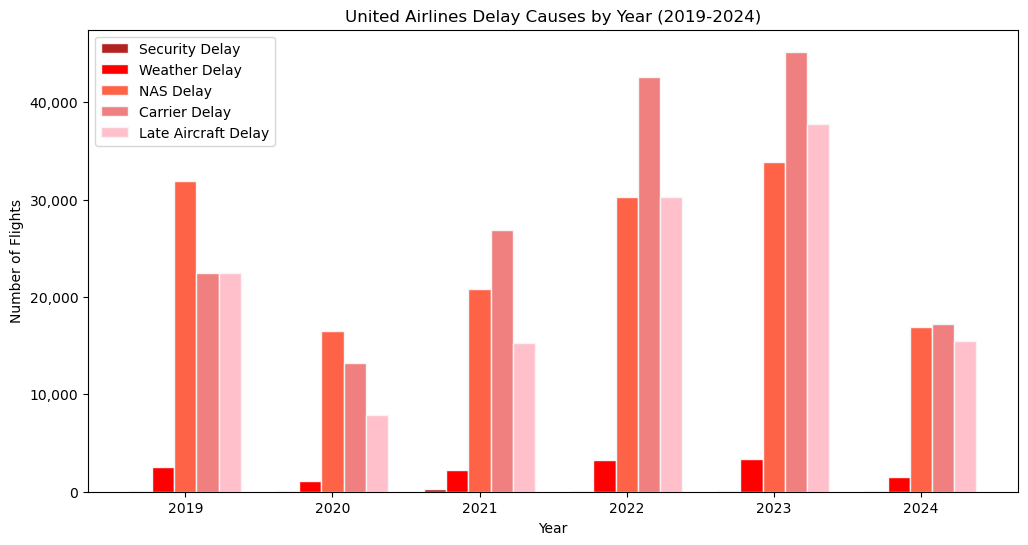 United Airlines Delay Causes by Year (2019-2024)
Security Delay
Weather Delay
NAS Delay
Carrier Delay
Late Aircraft Delay
Number of Flights
40,000
30,000
20,000
10,000
0
2019
2020
2021
2022
2023
2024
Year